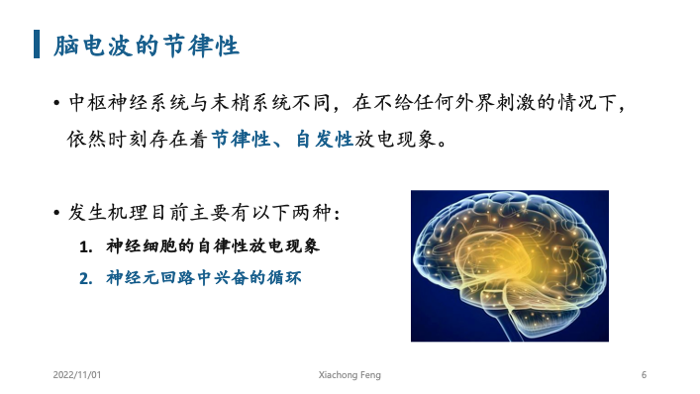 脑电波的节律性
• 中枢神经系统与末梢系统不同，在不给任何外界刺激的情况下，
依然时刻存在着节律性、自发性放电现象。
• 发生机理目前主要有以下两种：
1. 神经细胞的自律性放电现象
2. 神经元回路中兴奋的循环
2022/11/01
Xiachong Feng
6